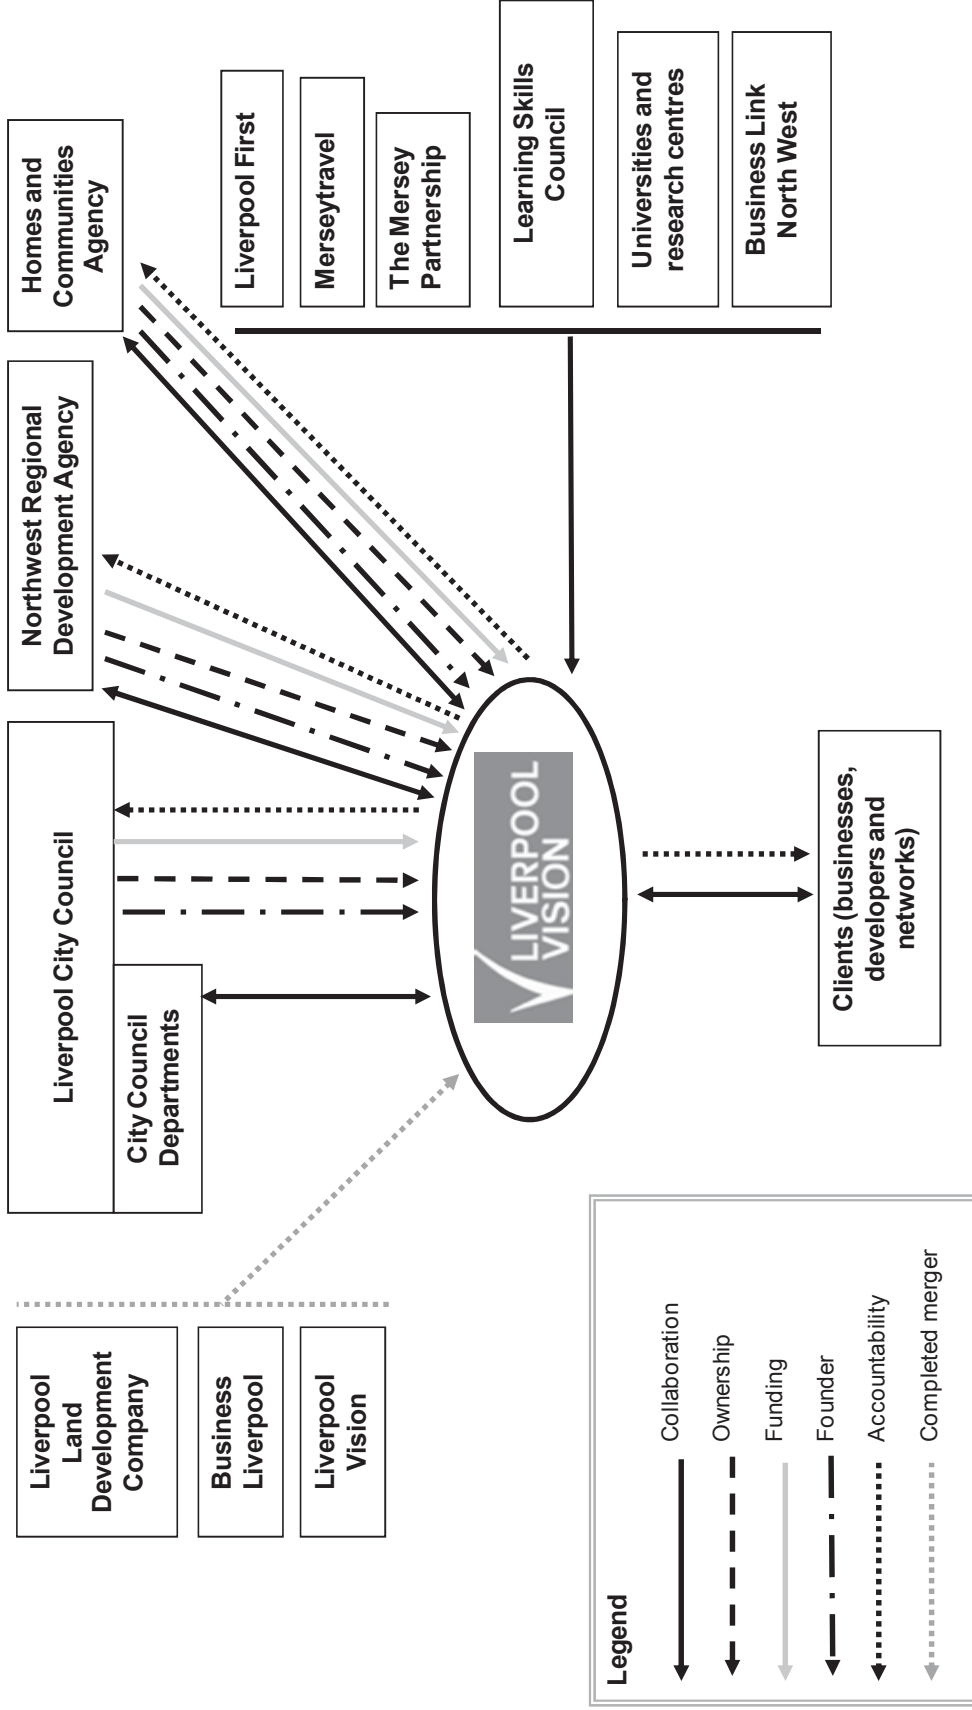 Liverpool
Land
Development
Company
Business
Liverpool
Liverpool
Vision
Liverpool City Council
City Council
Departments
Northwest Regional
Development Agency
Homes and
Communities
Agency
Liverpool First
Merseytravel
The Mersey
Partnership
Learning Skills
Council
Universities and
research centres
Business Link
North West
LIVERPOOL
VISION
Clients (businesses,
developers and
networks)
Legend
Collaboration
Ownership
Funding
Founder
Accountability
Completed merger